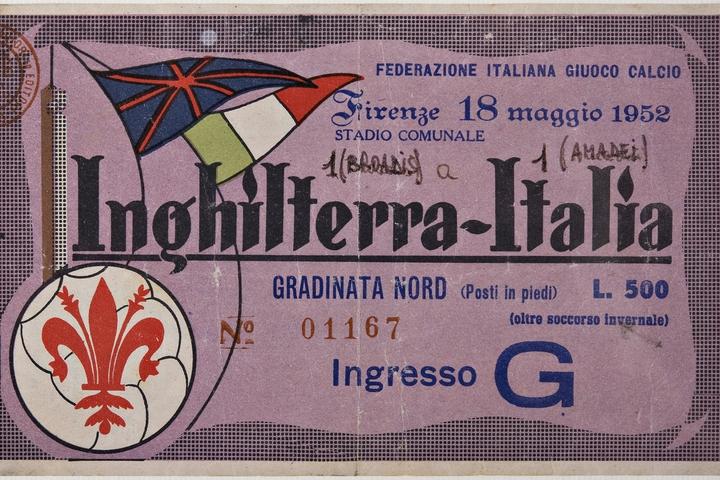 FEDERAZIONE ITALIANA GIUOCO CALCIO
Firenze 18 maggio 1952
STADIO COMUNALE
1 (BROADIS) a 1 (AMADEI)
Inghilterra-Italia
GRADINATA NORD (Posti in piedi) L. 500
(oltre soccorso invernale)
Nº 01167
Ingresso G